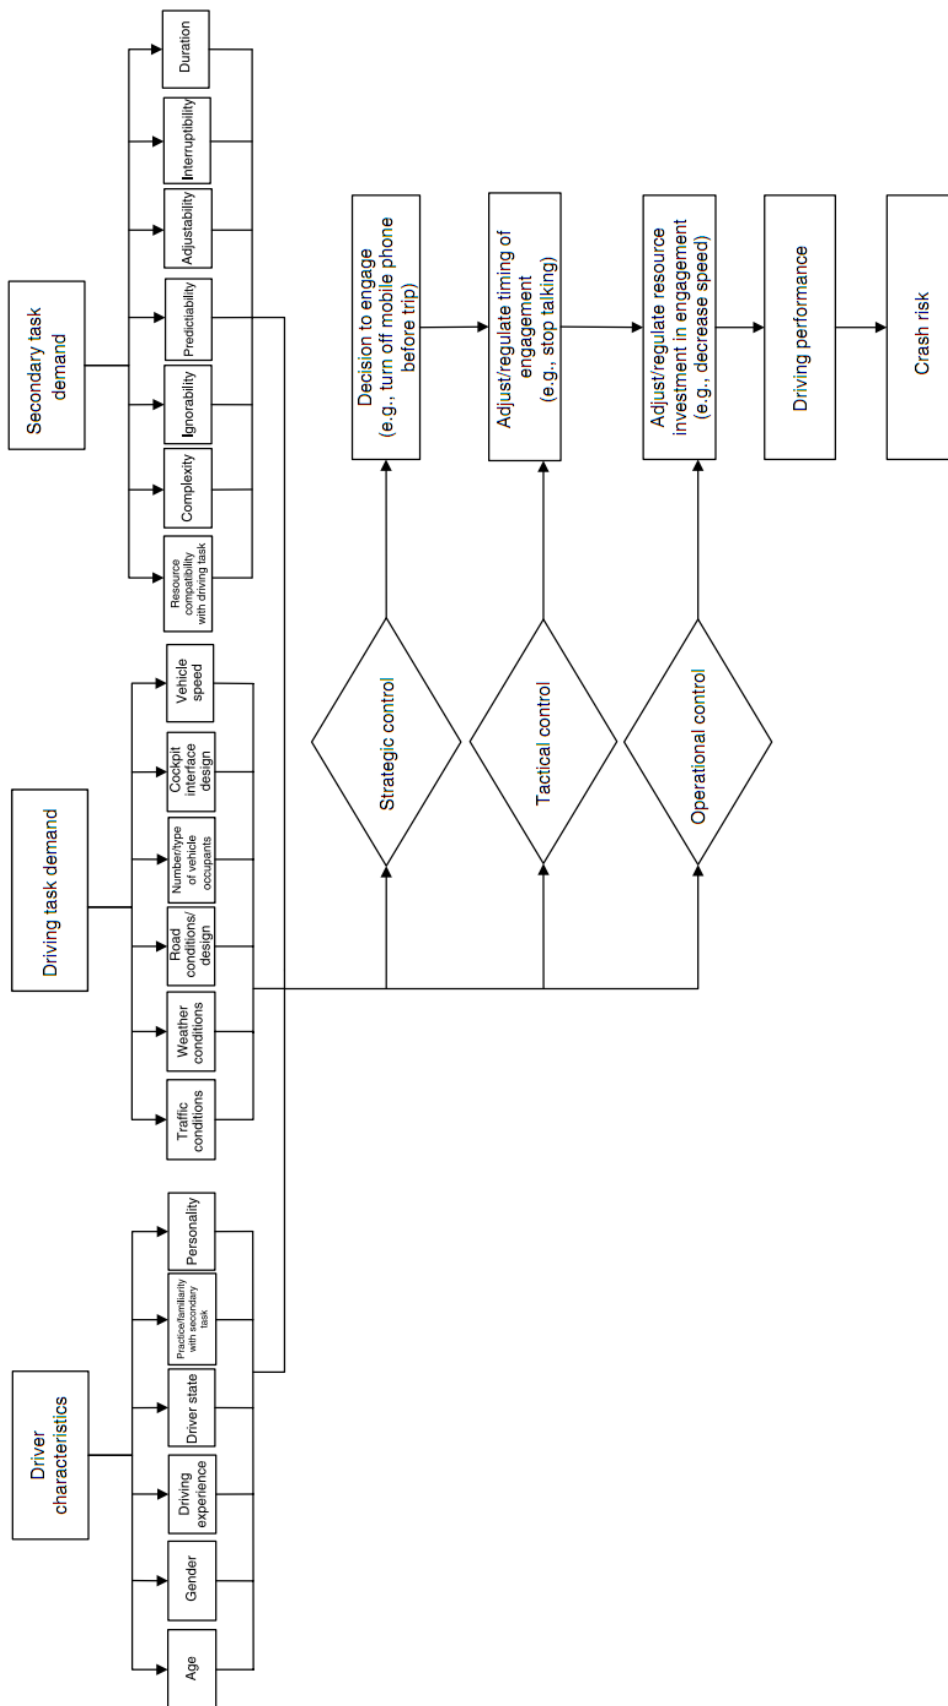 Driver
characteristics
Driving task demand
Secondary task
demand
Age
Gender
Driving
experience
Driver state
Practice/familiarity
with secondary
task
Personality
Traffic
conditions
Weather
conditions
Road
conditions/
design
Number/type
of vehicle
occupants
Cockpit
interface
design
Vehicle
speed
Resource
compatibility
with driving task
Complexity
Ignorability
Predictiability
Adjustability
Interruptibility
Duration
Strategic control
Decision to engage
(e.g., turn off mobile phone
before trip)
Tactical control
Adjust/regulate timing of
engagement
(e.g., stop talking)
Operational control
Adjust/regulate resource
investment in engagement
(e.g., decrease speed)
Driving performance
Crash risk